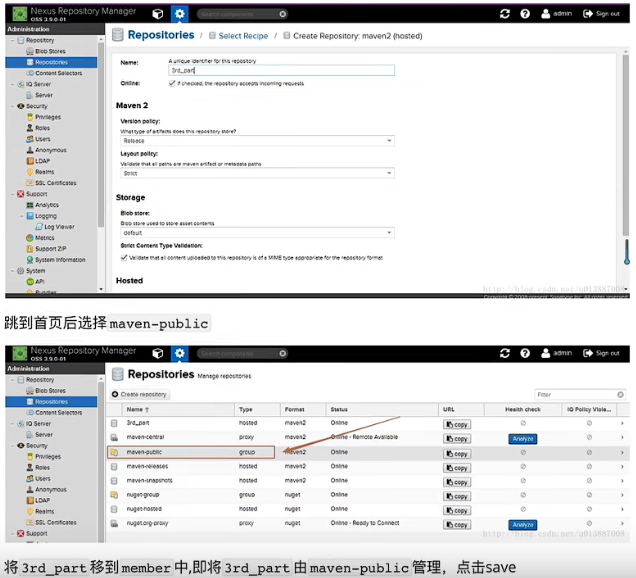 Nexus Repository Manager
OSS 3.9.0-01
Search components
admin
Sign out
Administration
Repositories / Select Recipe / Create Repository: maven2 (hosted)
Repository
Blob Stores
Repositories
Content Selectors
IQ Server
Server
Security
Privileges
Roles
Users
Anonymous
LDAP
Realms
SSL Certificates
Support
Analytics
Logging
Log Viewer
Metrics
Support ZIP
System Information
System
API
Bundles
Name: A unique identifier for this repository
3rd_part
Online: If checked, the repository accepts incoming requests
Maven 2
Version policy:
What type of artifacts does this repository store?
Release
Layout policy:
Validate that all paths are maven artifact or metadata paths
Strict
Storage
Blob store:
Blob store used to store asset contents
default
Strict Content Type Validation:
Validate that all content uploaded to this repository is of a MIME type appropriate for the repository format
Hosted
http://blog.csdn.net/u013887008
跳到首页后选择 maven-public
Nexus Repository Manager
OSS 3.9.0-01
Search components
admin
Sign out
Administration
Repositories Manage repositories
Repository
Blob Stores
Repositories
Content Selectors
IQ Server
Server
Security
Privileges
Roles
Users
Anonymous
LDAP
Realms
SSL Certificates
Support
Analytics
Create repository
Filter
Name ↑ Type Format Status URL Health check IQ Policy Viola...
3rd_part hosted maven2 Online copy
maven-central proxy maven2 Online - Remote Available copy Analyze
maven-public group maven2 Online copy
maven-releases hosted maven2 Online copy
maven-snapshots hosted maven2 Online copy
nuget-group group nuget Online copy
nuget-hosted hosted nuget Online copy
nuget.org-proxy proxy nuget Online - Ready to Connect copy Analyze
将 3rd_part 移到 member 中,即将 3rd_part 由 maven-public 管理，点击save